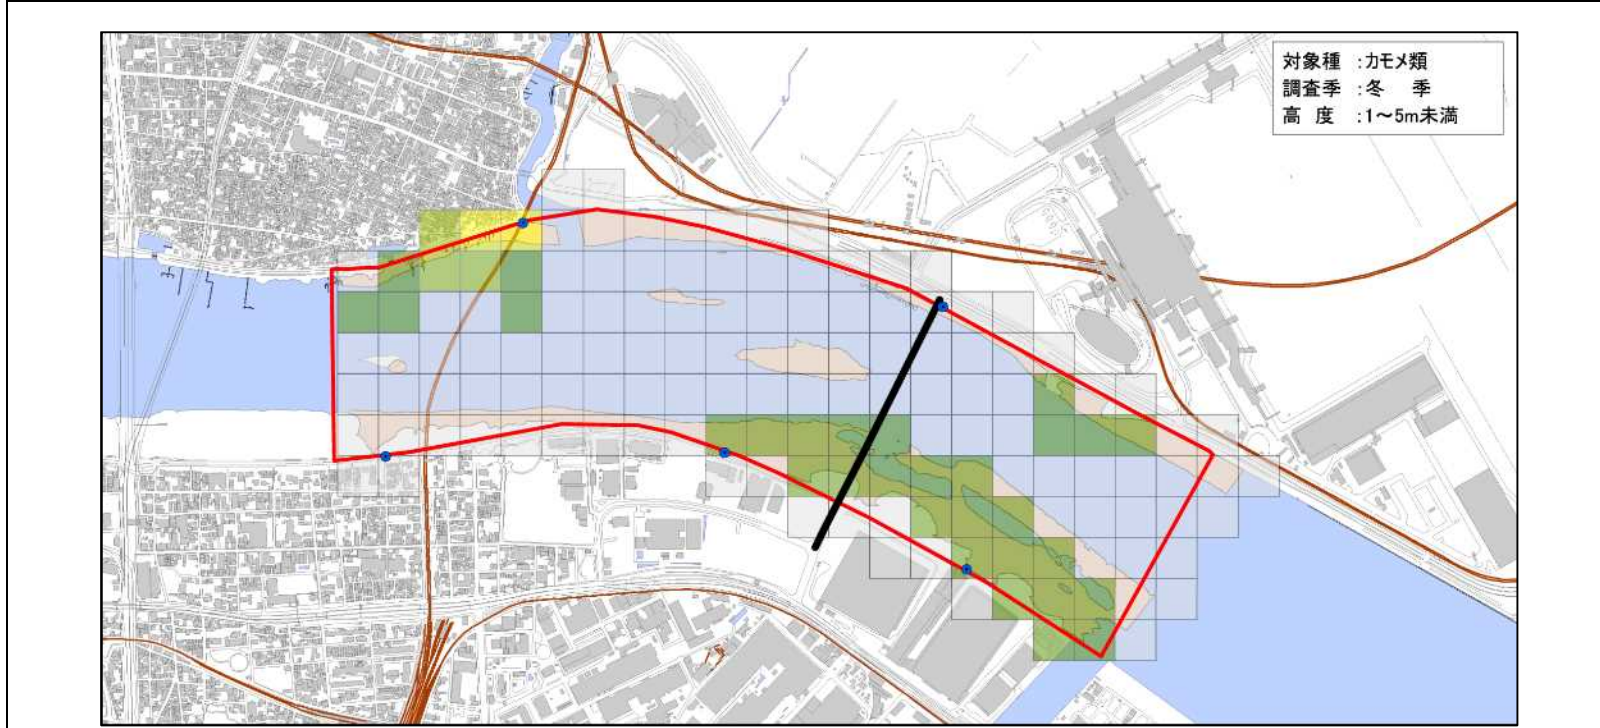 対象種 :カモメ類
調査季 :冬 季
高 度 :1～5m未満